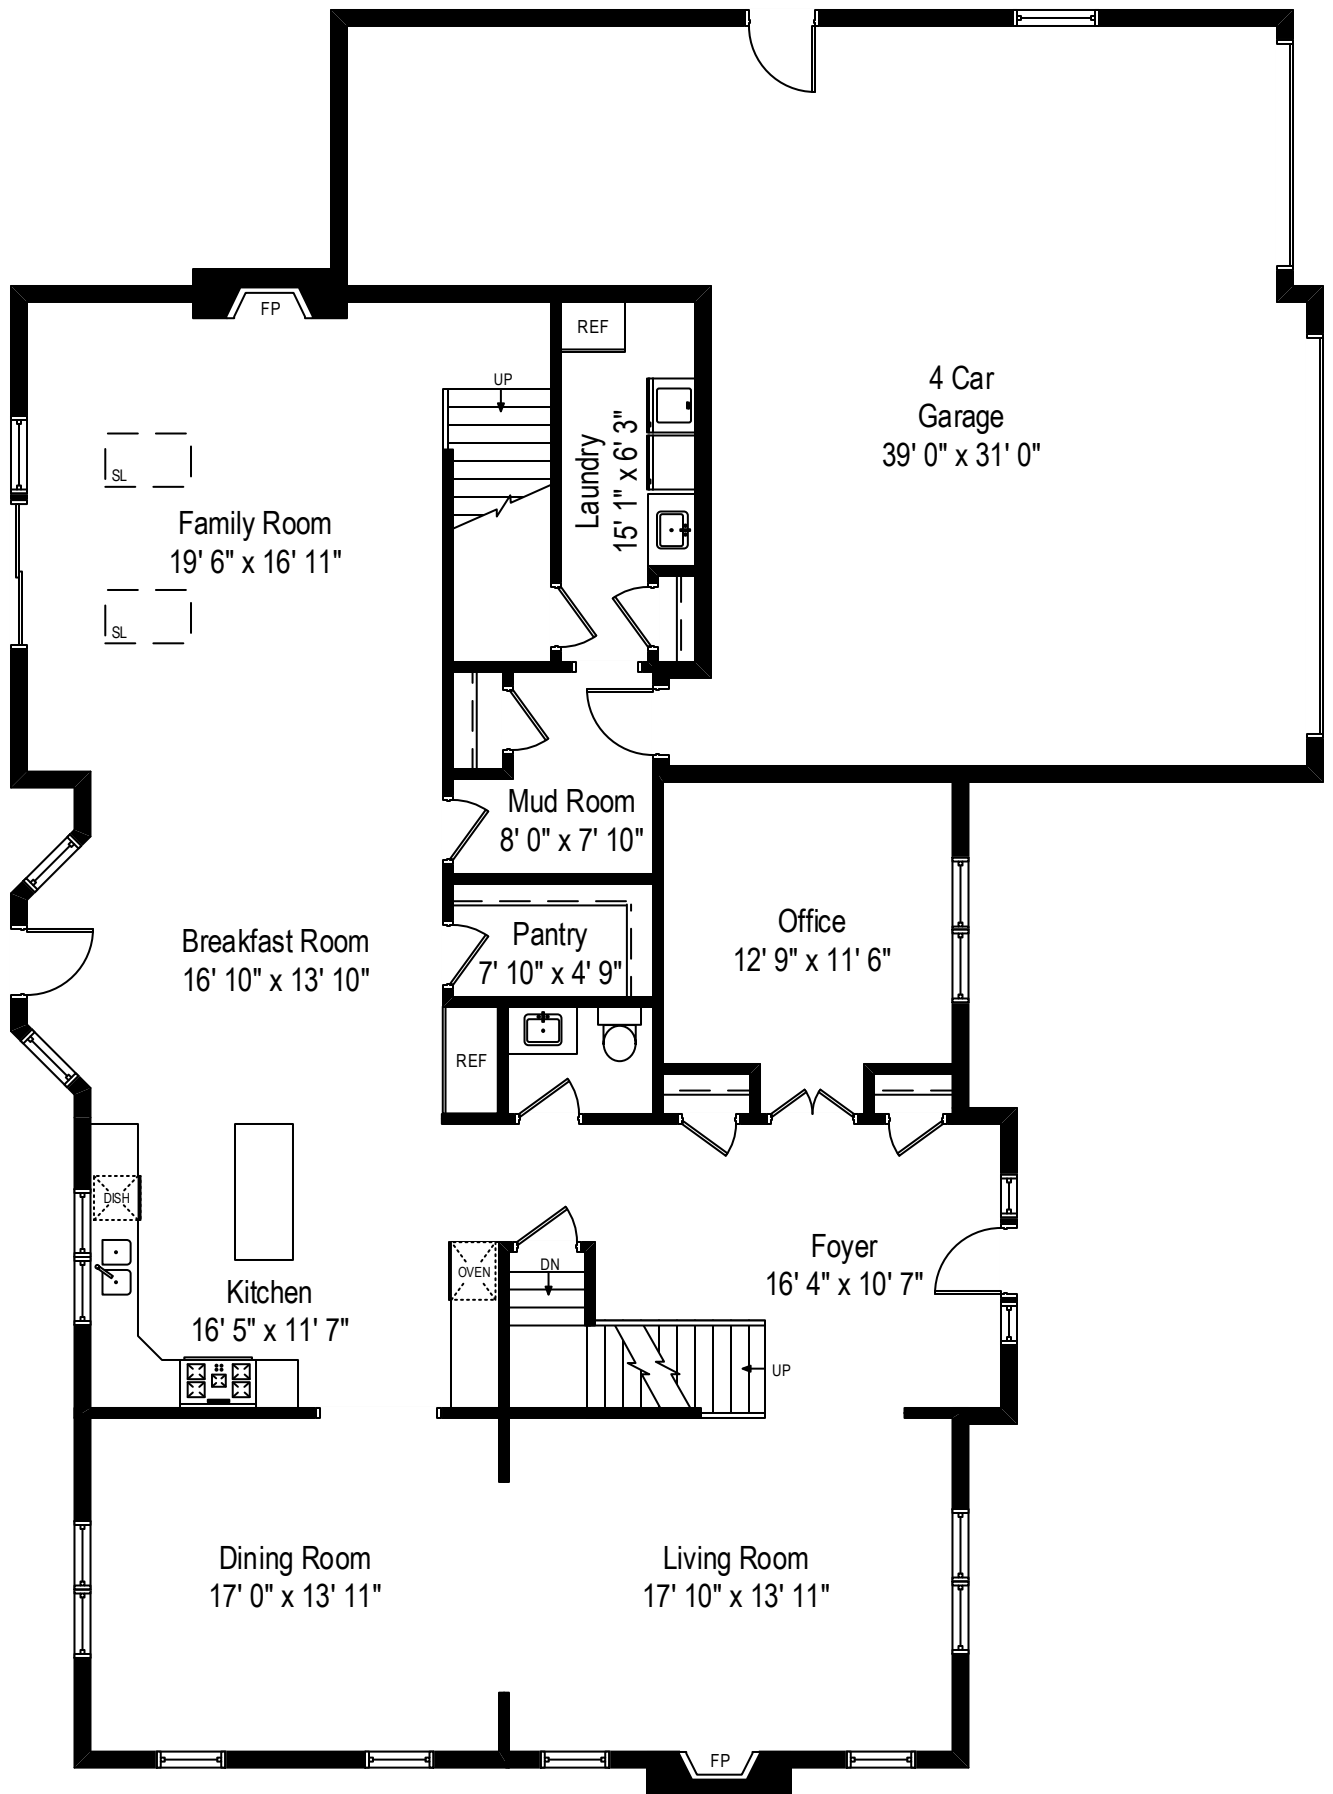 FP
REF
UP
4 Car
Garage
39' 0" x 31' 0"
Laundry
15' 1" x 6' 3"
SL
Family Room
19' 6" x 16' 11"
SL
Mud Room
8' 0" x 7' 10"
Pantry
7' 10" x 4' 9"
Office
12' 9" x 11' 6"
Breakfast Room
16' 10" x 13' 10"
REF
DISH
Foyer
16' 4" x 10' 7"
OVEN
DN
Kitchen
16' 5" x 11' 7"
UP
Dining Room
17' 0" x 13' 11"
Living Room
17' 10" x 13' 11"
FP